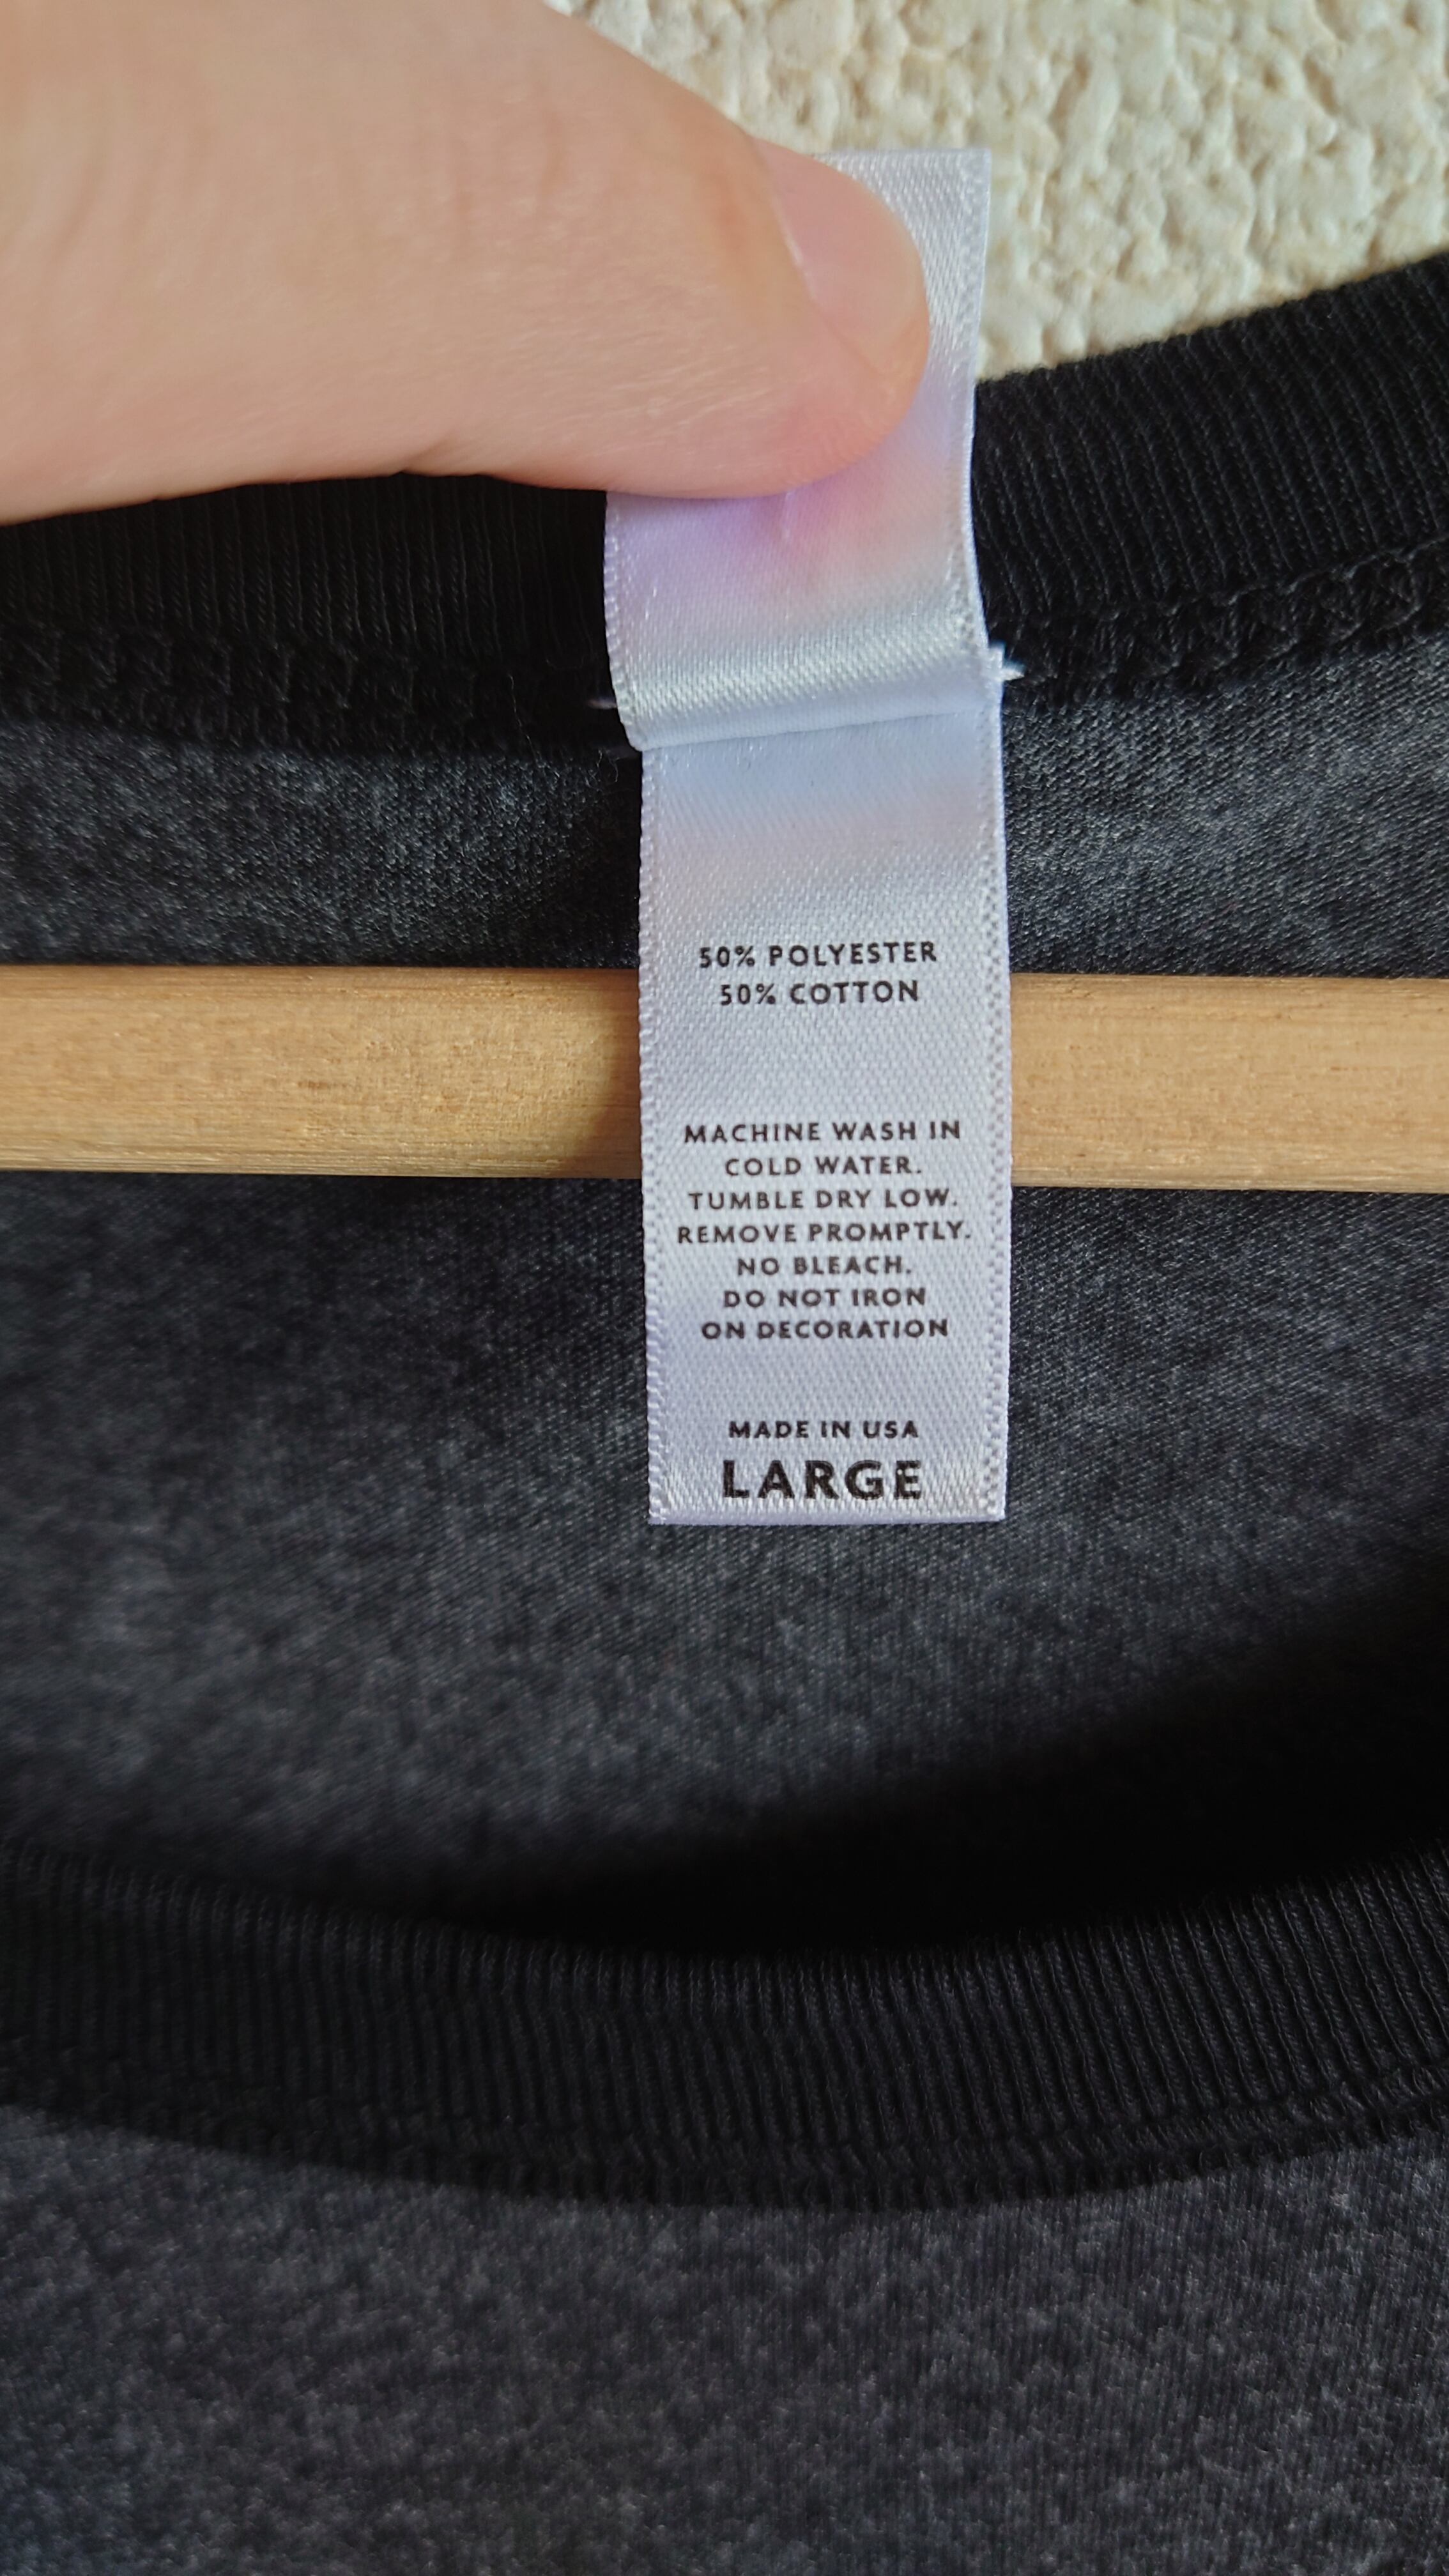 50% POLYESTER
50% COTTON
MACHINE WASH IN
COLD WATER.
TUMBLE DRY LOW.
REMOVE PROMPTLY.
NO BLEACH.
DO NOT IRON
ON DECORATION
MADE IN USA
LARGE